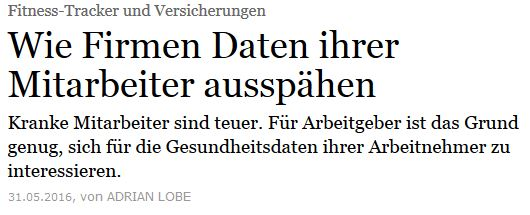 Fitness-Tracker und Versicherungen
Wie Firmen Daten ihrer
Mitarbeiter ausspähen
Kranke Mitarbeiter sind teuer. Für Arbeitgeber ist das Grund
genug, sich für die Gesundheitsdaten ihrer Arbeitnehmer zu
interessieren.
31.05.2016, von ADRIAN LOBE